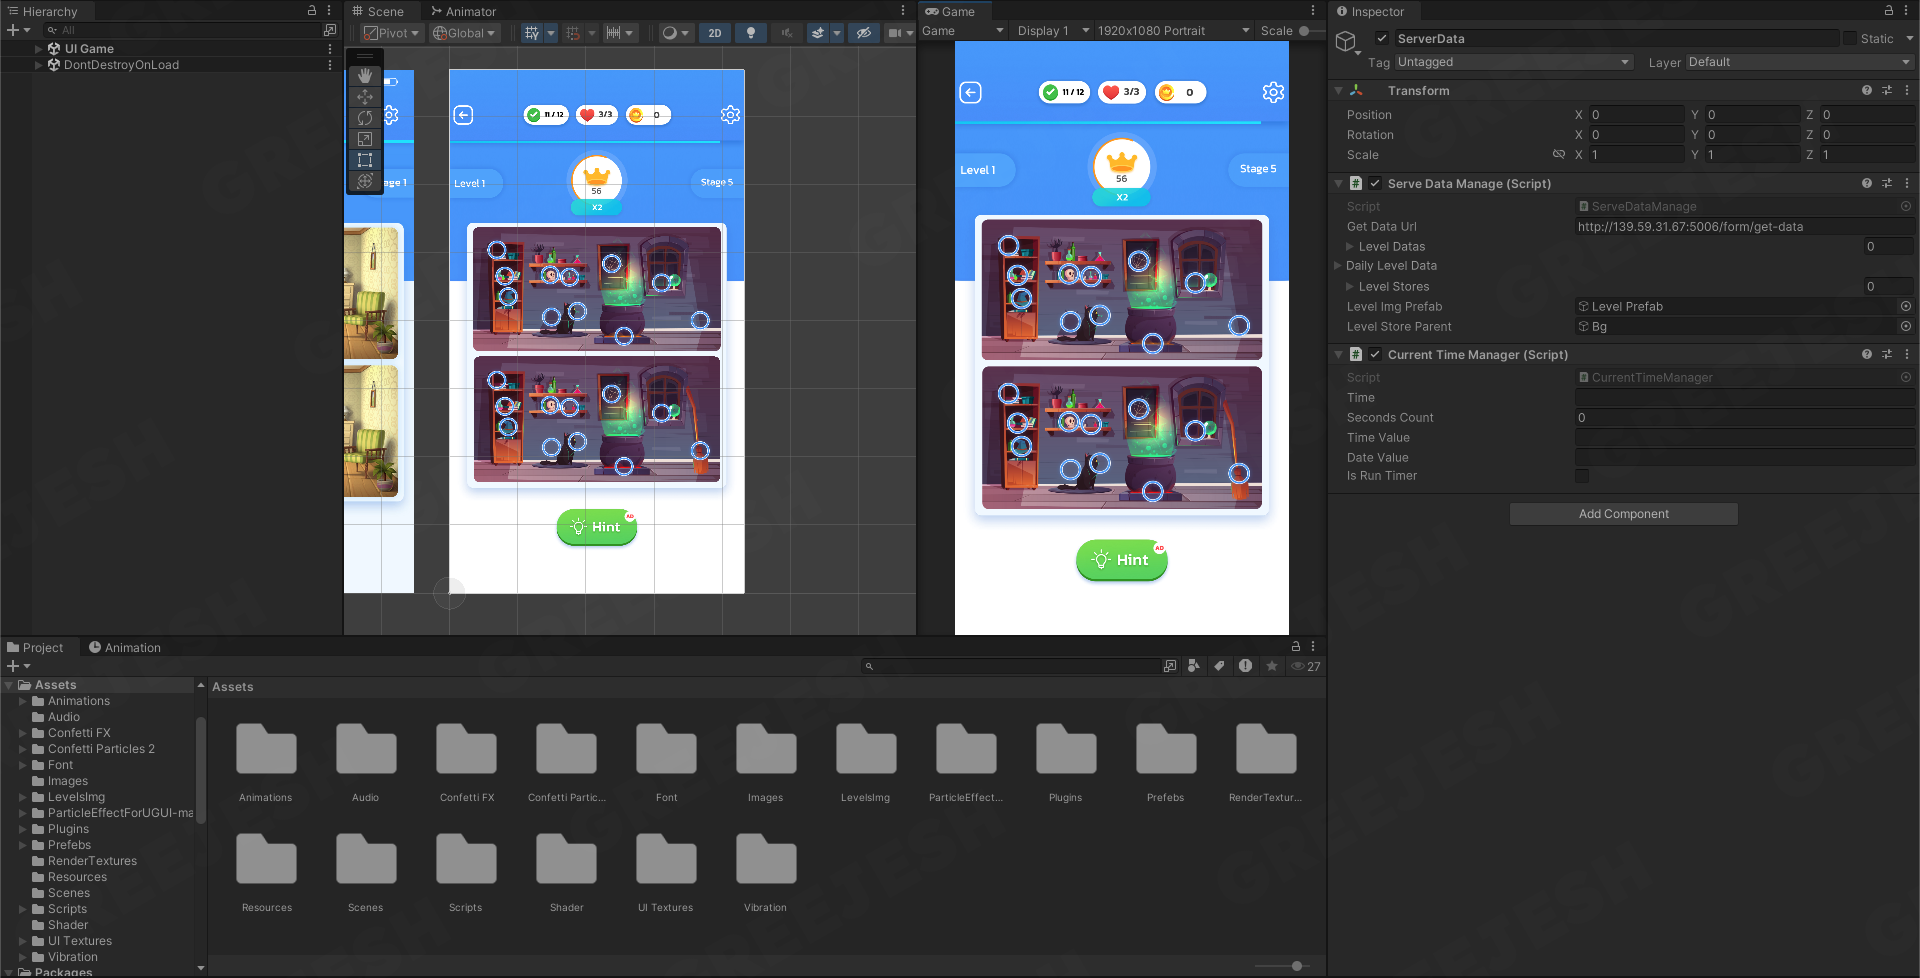 Hierarchy
All
UI Game
DontDestroyOnLoad
Scene
Animator
Pivot
Global
2D
11 / 12
3/3
0
Level 1
56
X2
Stage 5
age 1
Hint
AD
Game
Game
Display 1
1920x1080 Portrait
Scale
11 / 12
3/3
0
Level 1
56
X2
Stage 5
Hint
AD
Inspector
ServerData
Static
Tag
Untagged
Layer
Default
Transform
Position
X 0 Y 0 Z 0
Rotation
X 0 Y 0 Z 0
Scale
X 1 Y 1 Z 1
Serve Data Manage (Script)
Script
ServeDataManage
Get Data Url
http://139.59.31.67:5006/form/get-data
Level Datas
0
Daily Level Data
Level Stores
0
Level Img Prefab
Level Prefab
Level Store Parent
Bg
Current Time Manager (Script)
Script
CurrentTimeManager
Time
Seconds Count
0
Time Value
Date Value
Is Run Timer
Add Component
Project
Animation
27
Assets
Animations
Audio
Confetti FX
Confetti Particles 2
Font
Images
LevelsImg
ParticleEffectForUGUI-ma
Plugins
Prefebs
RenderTextures
Resources
Scenes
Scripts
Shader
UI Textures
Vibration
Packages
Assets
Animations
Audio
Confetti FX
Confetti Partic...
Font
Images
LevelsImg
ParticleEffect...
Plugins
Prefebs
RenderTextur...
Resources
Scenes
Scripts
Shader
UI Textures
Vibration